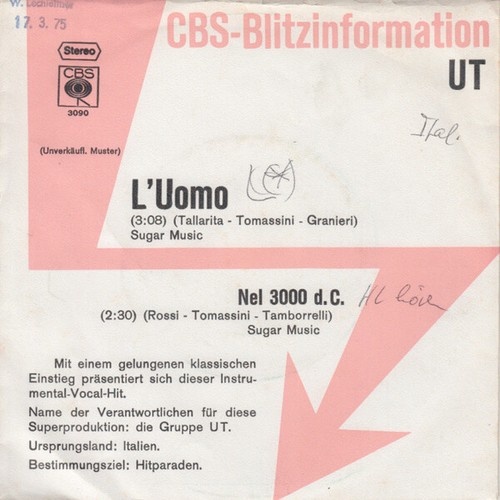 W. Lechleitner
17. 3. 75
CBS-Blitzinformation
UT
Stereo
CBS
3090
Ital.
(Unverkäufl. Muster)
L'Uomo
(3:08) (Tallarita - Tomassini - Granieri)
Sugar Music
Nel 3000 d.C.
(2:30) (Rossi - Tomassini - Tamborrelli)
Sugar Music
Mit einem gelungenen klassischen
Einstieg präsentiert sich dieser Instru-
mental-Vocal-Hit.
Name der Verantwortlichen für diese
Superproduktion: die Gruppe UT.
Ursprungsland: Italien.
Bestimmungsziel: Hitparaden.